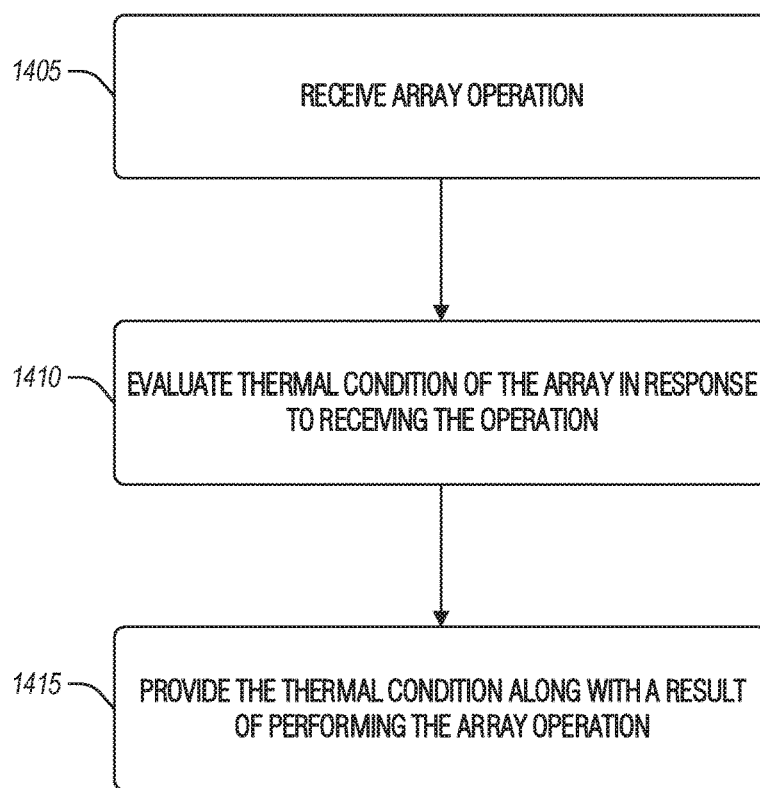 1405
RECEIVE ARRAY OPERATION
1410
EVALUATE THERMAL CONDITION OF THE ARRAY IN RESPONSE
TO RECEIVING THE OPERATION
1415
PROVIDE THE THERMAL CONDITION ALONG WITH A RESULT
OF PERFORMING THE ARRAY OPERATION